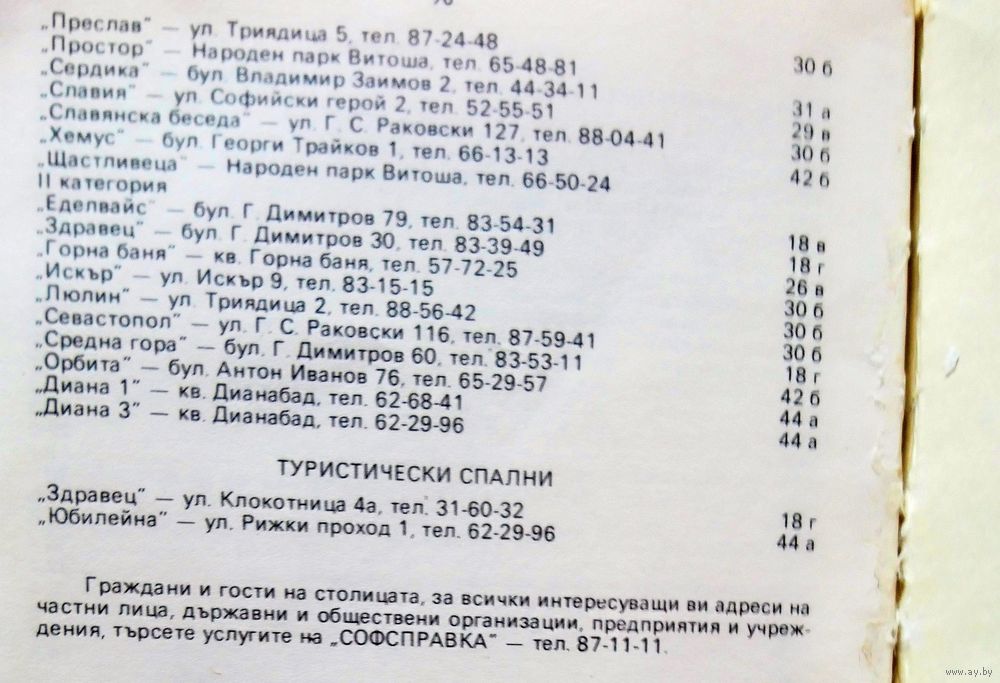 „Преслав“ — ул. Триядица 5, тел. 87-24-48 30 б
„Простор“ — Народен парк Витоша, тел. 65-48-81
„Сердика“ — бул. Владимир Заимов 2, тел. 44-34-11 31 а
„Славия“ — ул. Софийски герой 2, тел. 52-55-51 29 в
„Славянска беседа“ — ул. Г. С. Раковски 127, тел. 88-04-41 30 б
„Хемус“ — бул. Георги Трайков 1, тел. 66-13-13 42 б
„Щастливеца“ — Народен парк Витоша, тел. 66-50-24
II категория
„Еделвайс“ — бул. Г. Димитров 79, тел. 83-54-31 18 в
„Здравец“ — бул. Г. Димитров 30, тел. 83-39-49 18 г
„Горна баня“ — кв. Горна баня, тел. 57-72-25 26 в
„Искър“ — ул. Искър 9, тел. 83-15-15 30 б
„Люлин“ — ул. Триядица 2, тел. 88-56-42 30 б
„Севастопол“ — ул. Г. С. Раковски 116, тел. 87-59-41 30 б
„Средна гора“ — бул. Г. Димитров 60, тел. 83-53-11 18 г
„Орбита“ — бул. Антон Иванов 76, тел. 65-29-57 42 б
„Диана 1“ — кв. Дианабад, тел. 62-68-41 44 а
„Диана 3“ — кв. Дианабад, тел. 62-29-96 44 а
ТУРИСТИЧЕСКИ СПАЛНИ
„Здравец“ — ул. Клокотница 4а, тел. 31-60-32 18 г
„Юбилейна“ — ул. Рижки проход 1, тел. 62-29-96 44 а
Граждани и гости на столицата, за всички интересуващи ви адреси на
частни лица, държавни и обществени организации, предприятия и учреж-
дения, търсете услугите на „СОФСПРАВКА“ — тел. 87-11-11.
www.ay.by